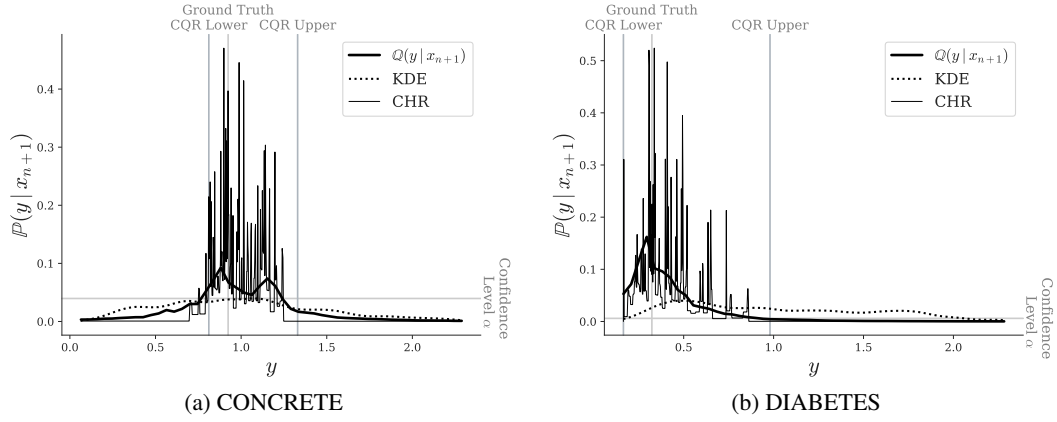 Ground Truth
CQR Lower CQR Upper
ℚ(y | x_{n+1})
KDE
CHR
ℙ(y | x_{n+1})
0.4
0.3
0.2
0.1
0.0
0.0 0.5 1.0 1.5 2.0
y
Confidence
Level α
(a) CONCRETE
Ground Truth
CQR Lower CQR Upper
ℚ(y | x_{n+1})
KDE
CHR
ℙ(y | x_{n+1})
0.5
0.4
0.3
0.2
0.1
0.0
0.5 1.0 1.5 2.0
y
Confidence
Level α
(b) DIABETES